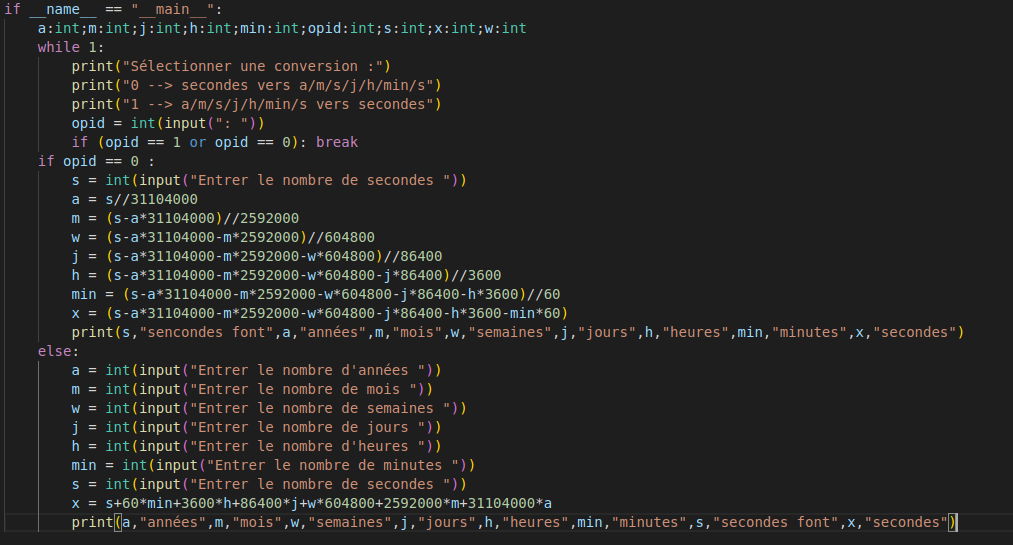 if __name__ == "__main__":
    a:int;m:int;j:int;h:int;min:int;opid:int;s:int;x:int;w:int
    while 1:
        print("Sélectionner une conversion :")
        print("0 --> secondes vers a/m/s/j/h/min/s")
        print("1 --> a/m/s/j/h/min/s vers secondes")
        opid = int(input(": "))
        if (opid == 1 or opid == 0): break
    if opid == 0 :
        s = int(input("Entrer le nombre de secondes "))
        a = s//31104000
        m = (s-a*31104000)//2592000
        w = (s-a*31104000-m*2592000)//604800
        j = (s-a*31104000-m*2592000-w*604800)//86400
        h = (s-a*31104000-m*2592000-w*604800-j*86400)//3600
        min = (s-a*31104000-m*2592000-w*604800-j*86400-h*3600)//60
        x = (s-a*31104000-m*2592000-w*604800-j*86400-h*3600-min*60)
        print(s,"sencondes font",a,"années",m,"mois",w,"semaines",j,"jours",h,"heures",min,"minutes",x,"secondes")
    else:
        a = int(input("Entrer le nombre d'années "))
        m = int(input("Entrer le nombre de mois "))
        w = int(input("Entrer le nombre de semaines "))
        j = int(input("Entrer le nombre de jours "))
        h = int(input("Entrer le nombre d'heures "))
        min = int(input("Entrer le nombre de minutes "))
        s = int(input("Entrer le nombre de secondes "))
        x = s+60*min+3600*h+86400*j+w*604800+2592000*m+31104000*a
        print(a,"années",m,"mois",w,"semaines",j,"jours",h,"heures",min,"minutes",s,"secondes font",x,"secondes")